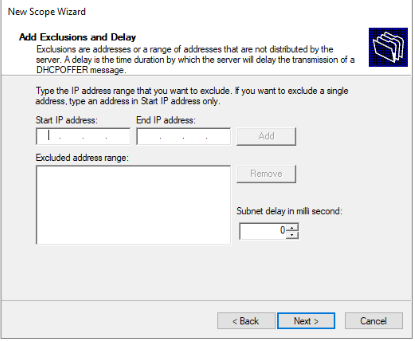 New Scope Wizard
Add Exclusions and Delay
Exclusions are addresses or a range of addresses that are not distributed by the
server. A delay is the time duration by which the server will delay the transmission of a
DHCPOFFER message.
Type the IP address range that you want to exclude. If you want to exclude a single
address, type an address in Start IP address only.
Start IP address: End IP address:
. . . . . . Add
Excluded address range:
Remove
Subnet delay in milli second:
0
< Back Next > Cancel